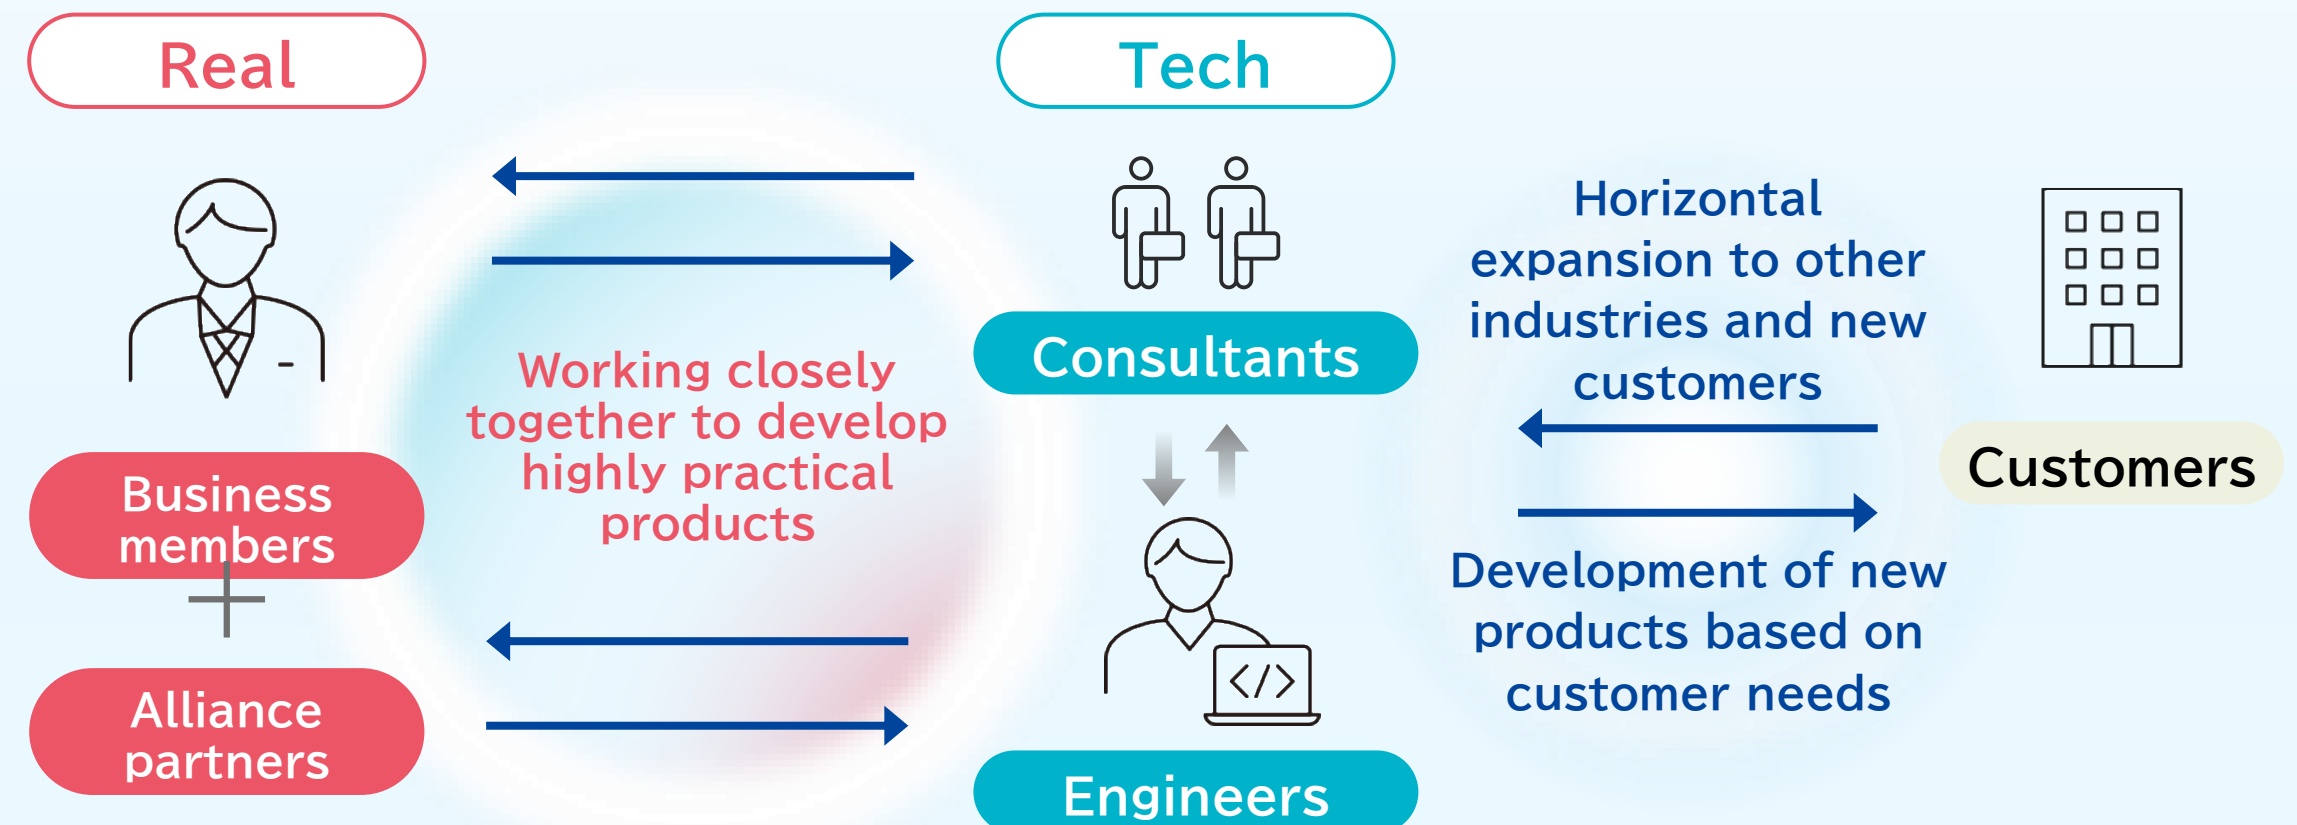 Real
Business
members
Alliance
partners
Working closely
together to develop
highly practical
products
Tech
Consultants
</>
Engineers
Horizontal
expansion to other
industries and new
customers
Development of new
products based on
customer needs
Customers